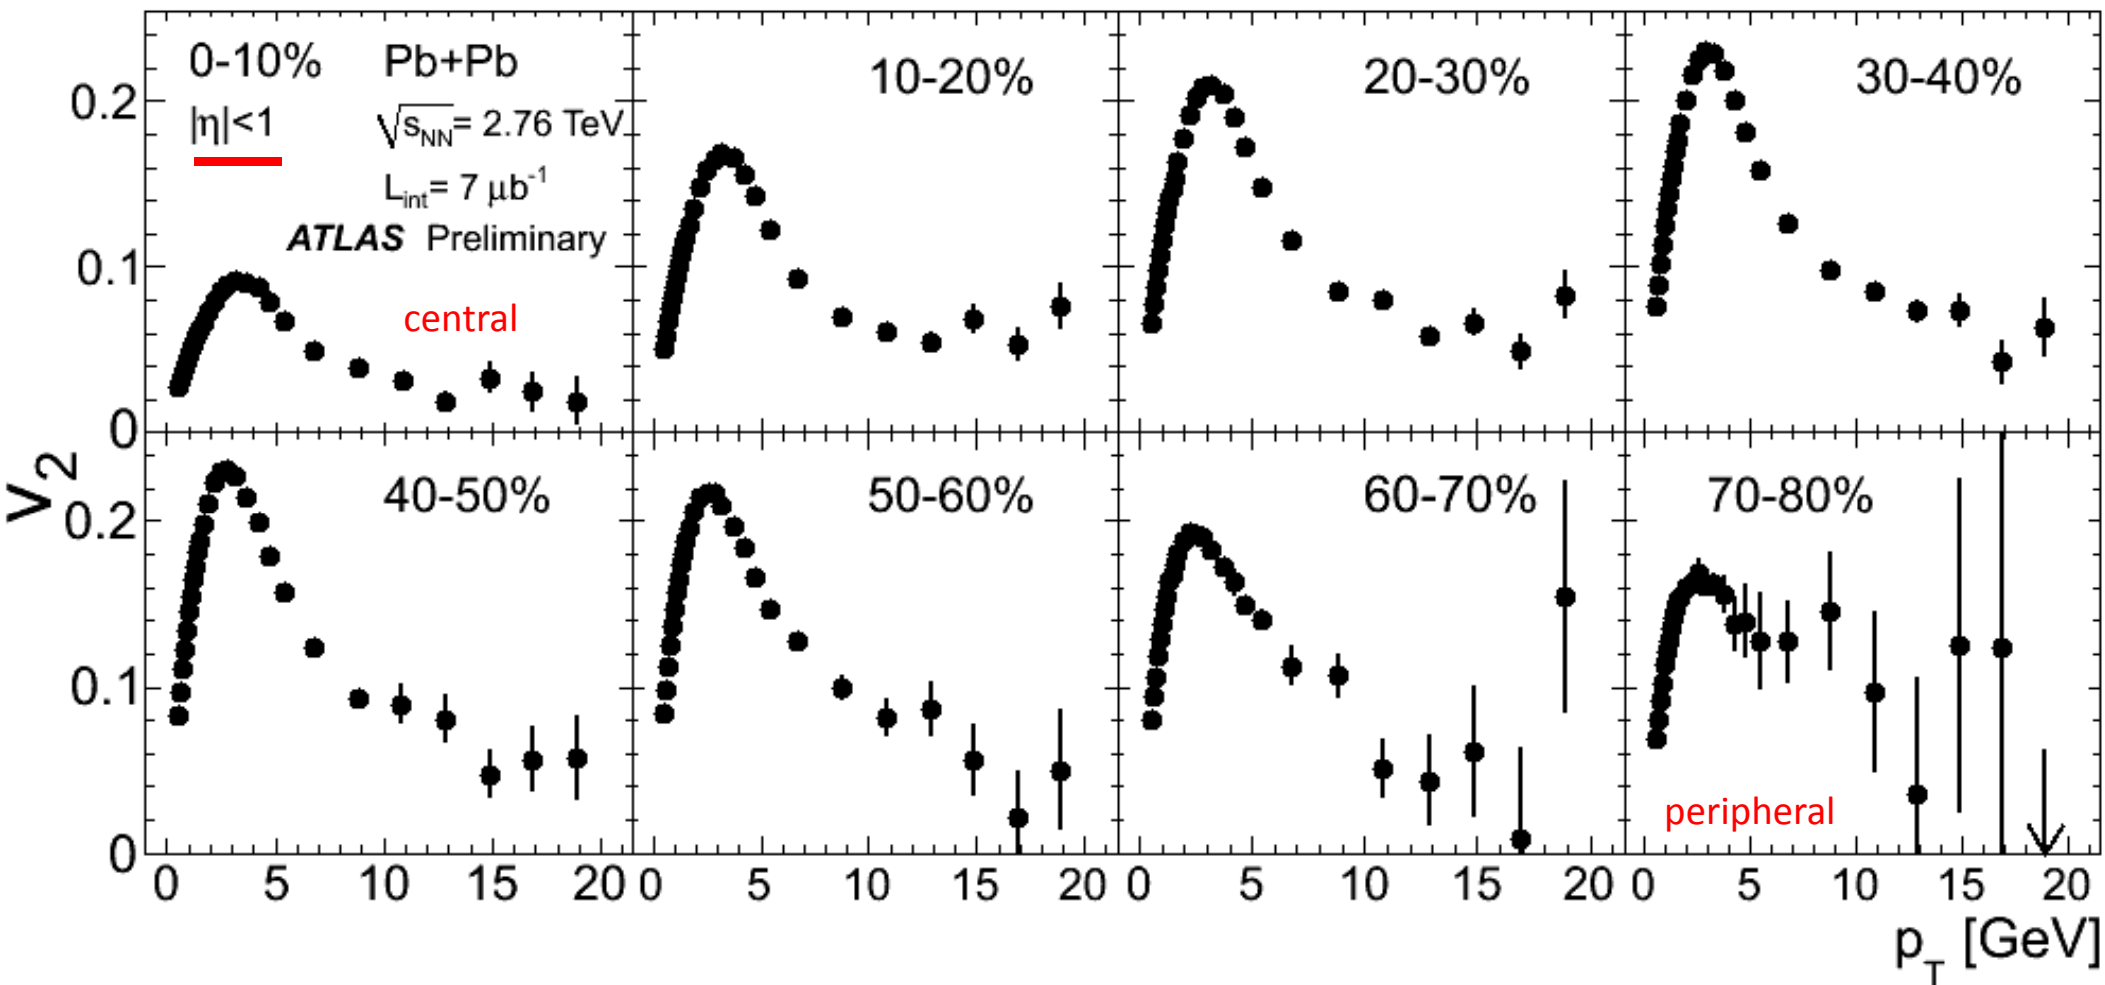 0-10% Pb+Pb
|η|<1 √sNN= 2.76 TeV
Lint= 7 μb-1
ATLAS Preliminary
central
10-20%
20-30%
30-40%
0.2
0.1
0
v2
40-50%
50-60%
60-70%
70-80%
peripheral
0.2
0.1
0
0 5 10 15 20 0 5 10 15 20 0 5 10 15 20 0 5 10 15 20
pT [GeV]